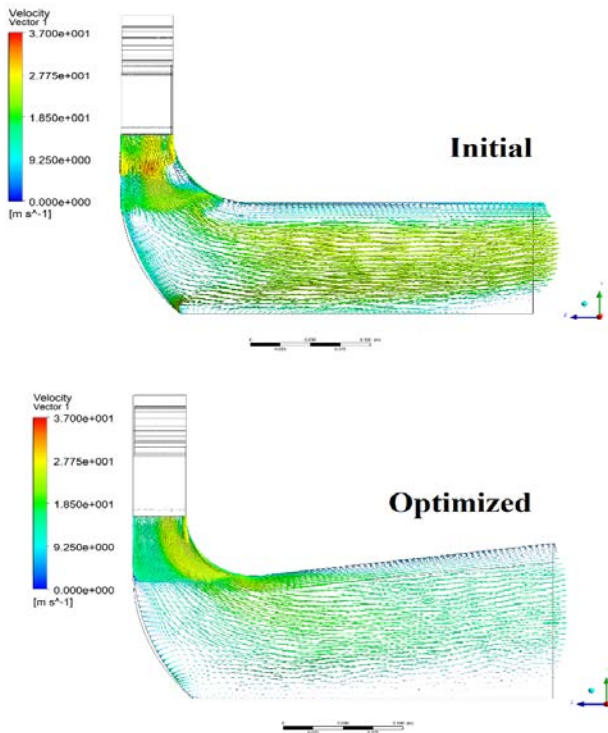 Velocity
Vector 1
3.700e+001
2.775e+001
1.850e+001
9.250e+000
0.000e+000
[m s^-1]
Initial
Velocity
Vector 1
3.700e+001
2.775e+001
1.850e+001
9.250e+000
0.000e+000
[m s^-1]
Optimized